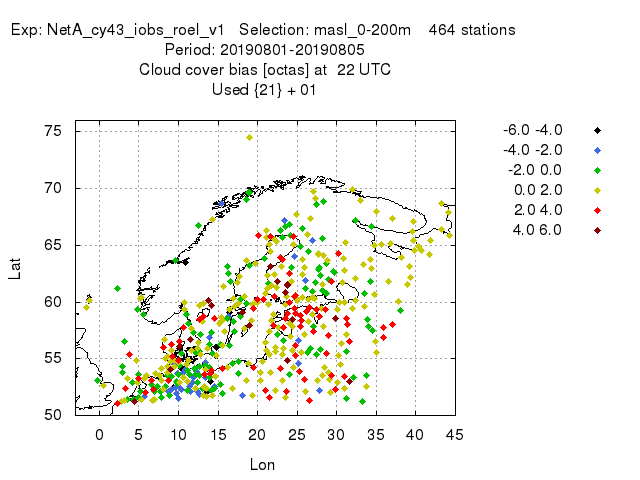 Exp: NetA_cy43_iobs_roel_v1 Selection: masl_0-200m 464 stations
Period: 20190801-20190805
Cloud cover bias [octas] at 22 UTC
Used {21} + 01
-6.0 -4.0
-4.0 -2.0
-2.0 0.0
0.0 2.0
2.0 4.0
4.0 6.0
75
70
65
60
55
50
Lat
0 5 10 15 20 25 30 35 40 45
Lon